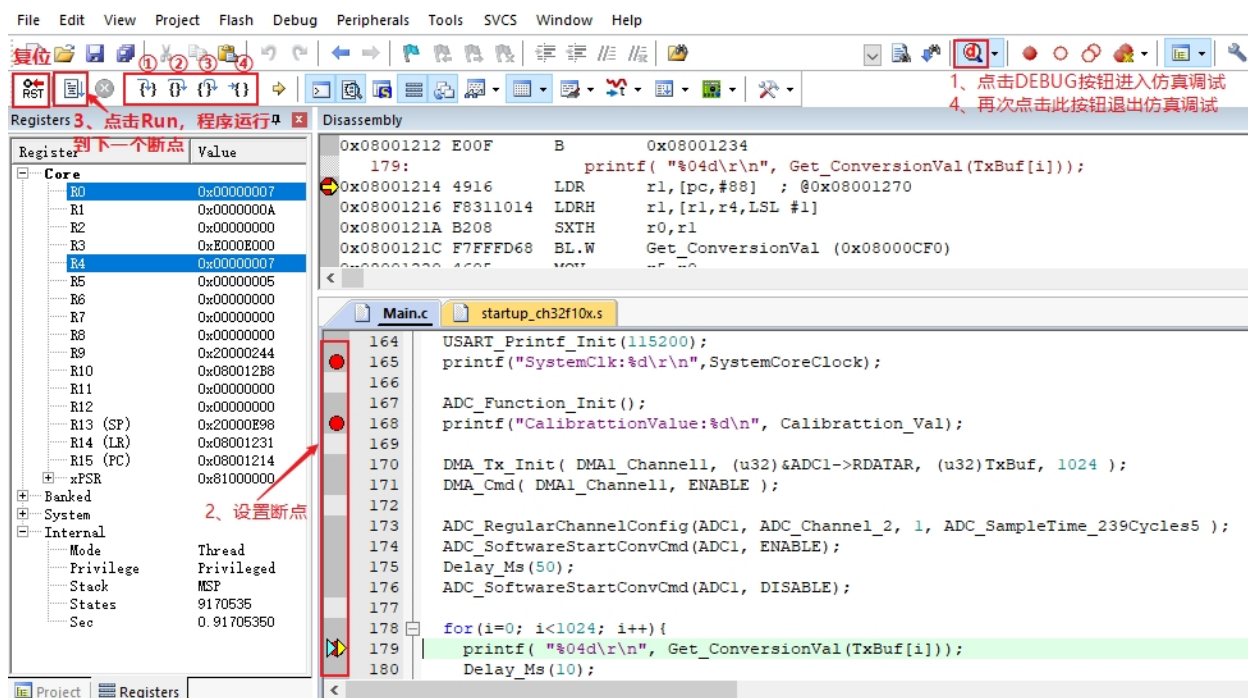 File Edit View Project Flash Debug Peripherals Tools SVCS Window Help
复位
① ② ③ ④
RST
1、点击DEBUG按钮进入仿真调试
4、再次点击此按钮退出仿真调试
3、点击Run，程序运行
到下一个断点
Registers
Register Value
Core
R0 0x00000007
R1 0x0000000A
R2 0x00000000
R3 0xE000E000
R4 0x00000007
R5 0x00000005
R6 0x00000000
R7 0x00000000
R8 0x00000000
R9 0x20000244
R10 0x080012B8
R11 0x00000000
R12 0x00000000
R13 (SP) 0x20000E98
R14 (LR) 0x08001231
R15 (PC) 0x08001214
xPSR 0x81000000
Banked
System
Internal
Mode Thread
Privilege Privileged
Stack MSP
States 9170535
Sec 0.91705350
2、设置断点
Project Registers
Disassembly
0x08001212 E00F B 0x08001234
179: printf( "%04d\r\n", Get_ConversionVal(TxBuf[i]));
0x08001214 4916 LDR r1,[pc,#88] ; @0x08001270
0x08001216 F8311014 LDRH r1,[r1,r4,LSL #1]
0x0800121A B208 SXTH r0,r1
0x0800121C F7FFFD68 BL.W Get_ConversionVal (0x08000CF0)
Main.c startup_ch32f10x.s
164 USART_Printf_Init(115200);
165 printf("SystemClk:%d\r\n",SystemCoreClock);
166
167 ADC_Function_Init();
168 printf("CalibrattionValue:%d\n", Calibrattion_Val);
169
170 DMA_Tx_Init( DMA1_Channel1, (u32)&ADC1->RDATAR, (u32)TxBuf, 1024 );
171 DMA_Cmd( DMA1_Channel1, ENABLE );
172
173 ADC_RegularChannelConfig(ADC1, ADC_Channel_2, 1, ADC_SampleTime_239Cycles5 );
174 ADC_SoftwareStartConvCmd(ADC1, ENABLE);
175 Delay_Ms(50);
176 ADC_SoftwareStartConvCmd(ADC1, DISABLE);
177
178 for(i=0; i<1024; i++){
179 printf( "%04d\r\n", Get_ConversionVal(TxBuf[i]));
180 Delay_Ms(10);